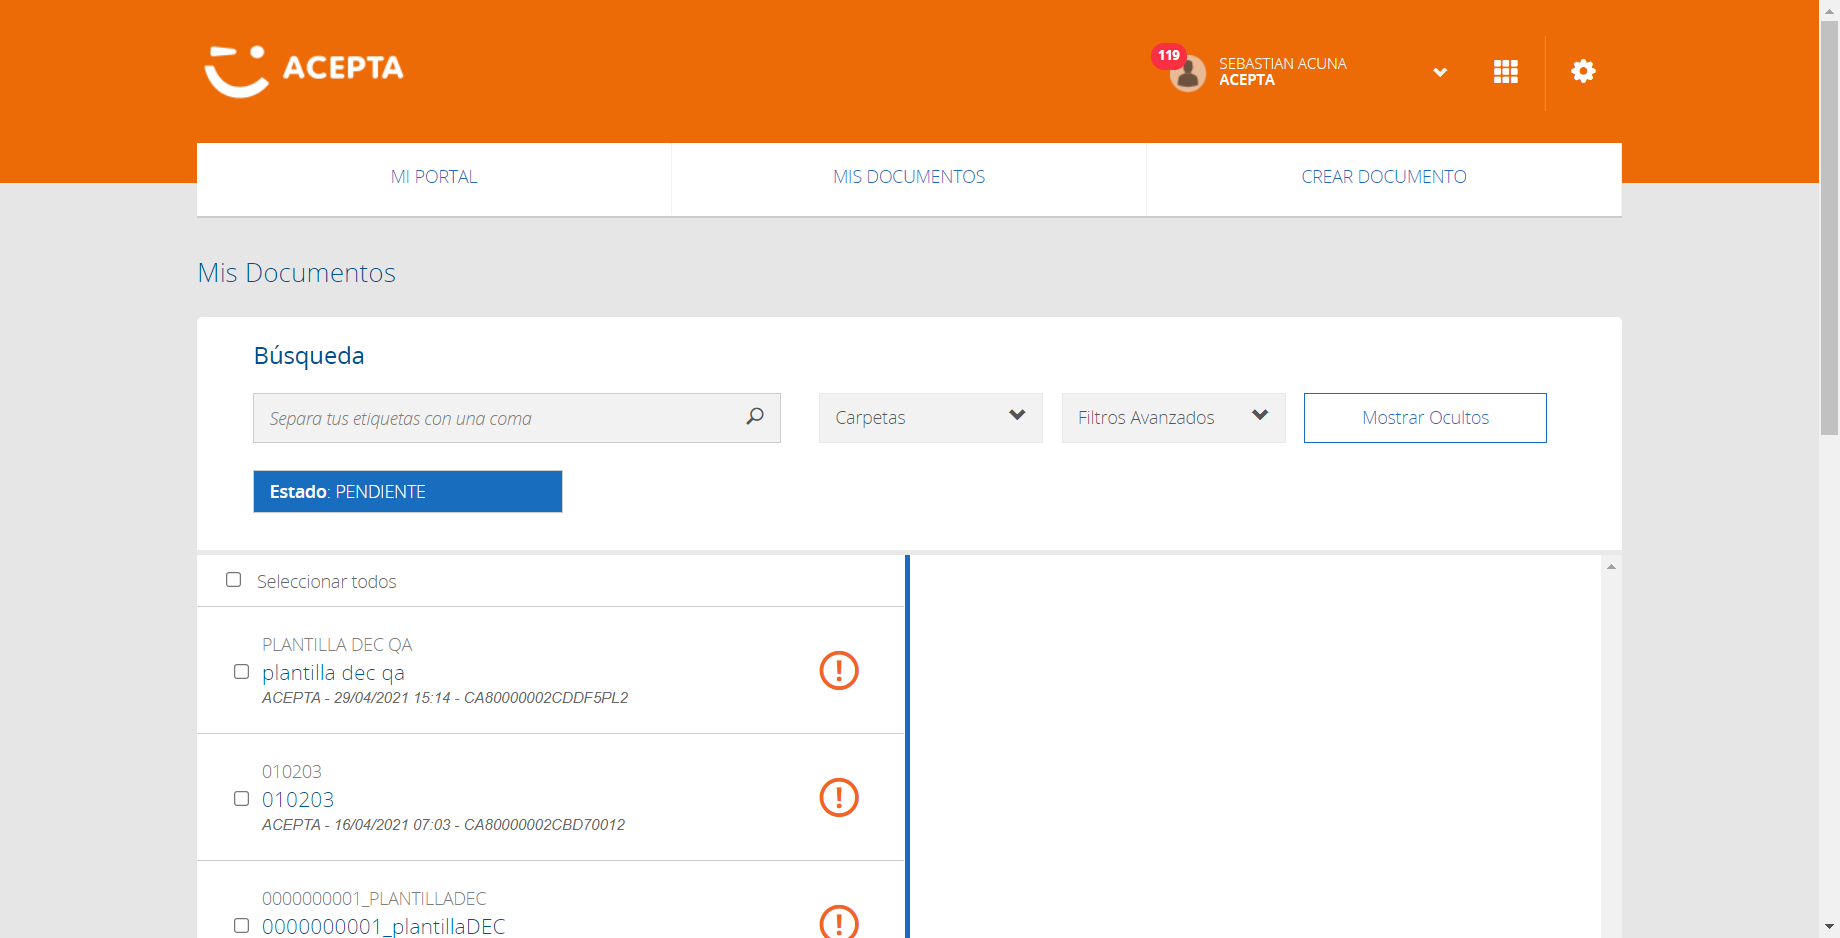 ACEPTA
119
SEBASTIAN ACUNA
ACEPTA
MI PORTAL
MIS DOCUMENTOS
CREAR DOCUMENTO
Mis Documentos
Búsqueda
Separa tus etiquetas con una coma
Carpetas
Filtros Avanzados
Mostrar Ocultos
Estado: PENDIENTE
Seleccionar todos
PLANTILLA DEC QA
plantilla dec qa
ACEPTA - 29/04/2021 15:14 - CA80000002CDDF5PL2
010203
010203
ACEPTA - 16/04/2021 07:03 - CA80000002CBD70012
0000000001_PLANTILLADEC
0000000001_plantillaDEC